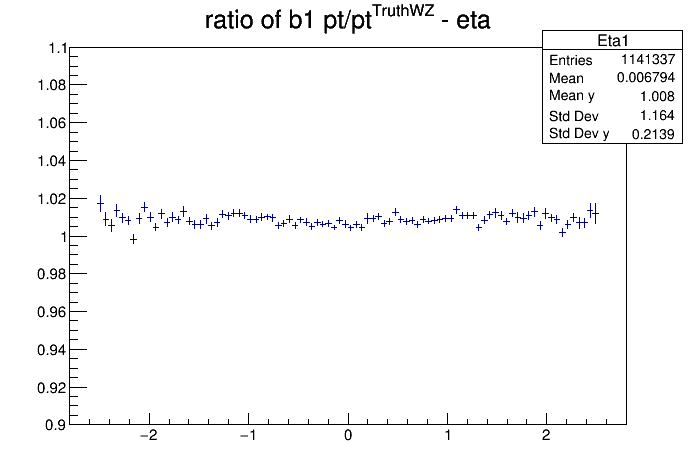 ratio of b1 pt/pt^TruthWZ - eta
Eta1
Entries 1141337
Mean 0.006794
Mean y 1.008
Std Dev 1.164
Std Dev y 0.2139
1.1
1.08
1.06
1.04
1.02
1
0.98
0.96
0.94
0.92
0.9
−2 −1 0 1 2